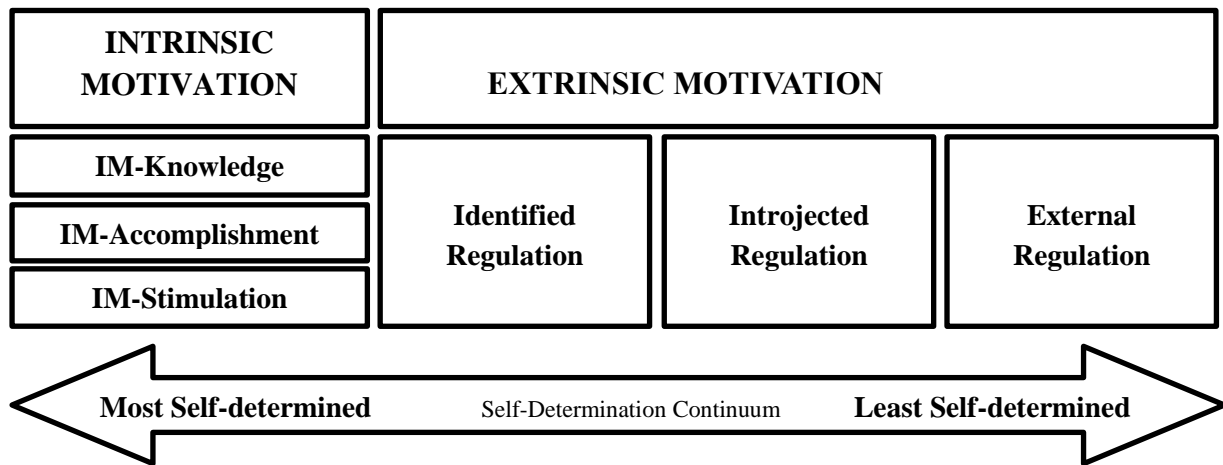 INTRINSIC
MOTIVATION
EXTRINSIC MOTIVATION
IM-Knowledge
IM-Accomplishment
IM-Stimulation
Identified
Regulation
Introjected
Regulation
External
Regulation
Most Self-determined
Self-Determination Continuum
Least Self-determined